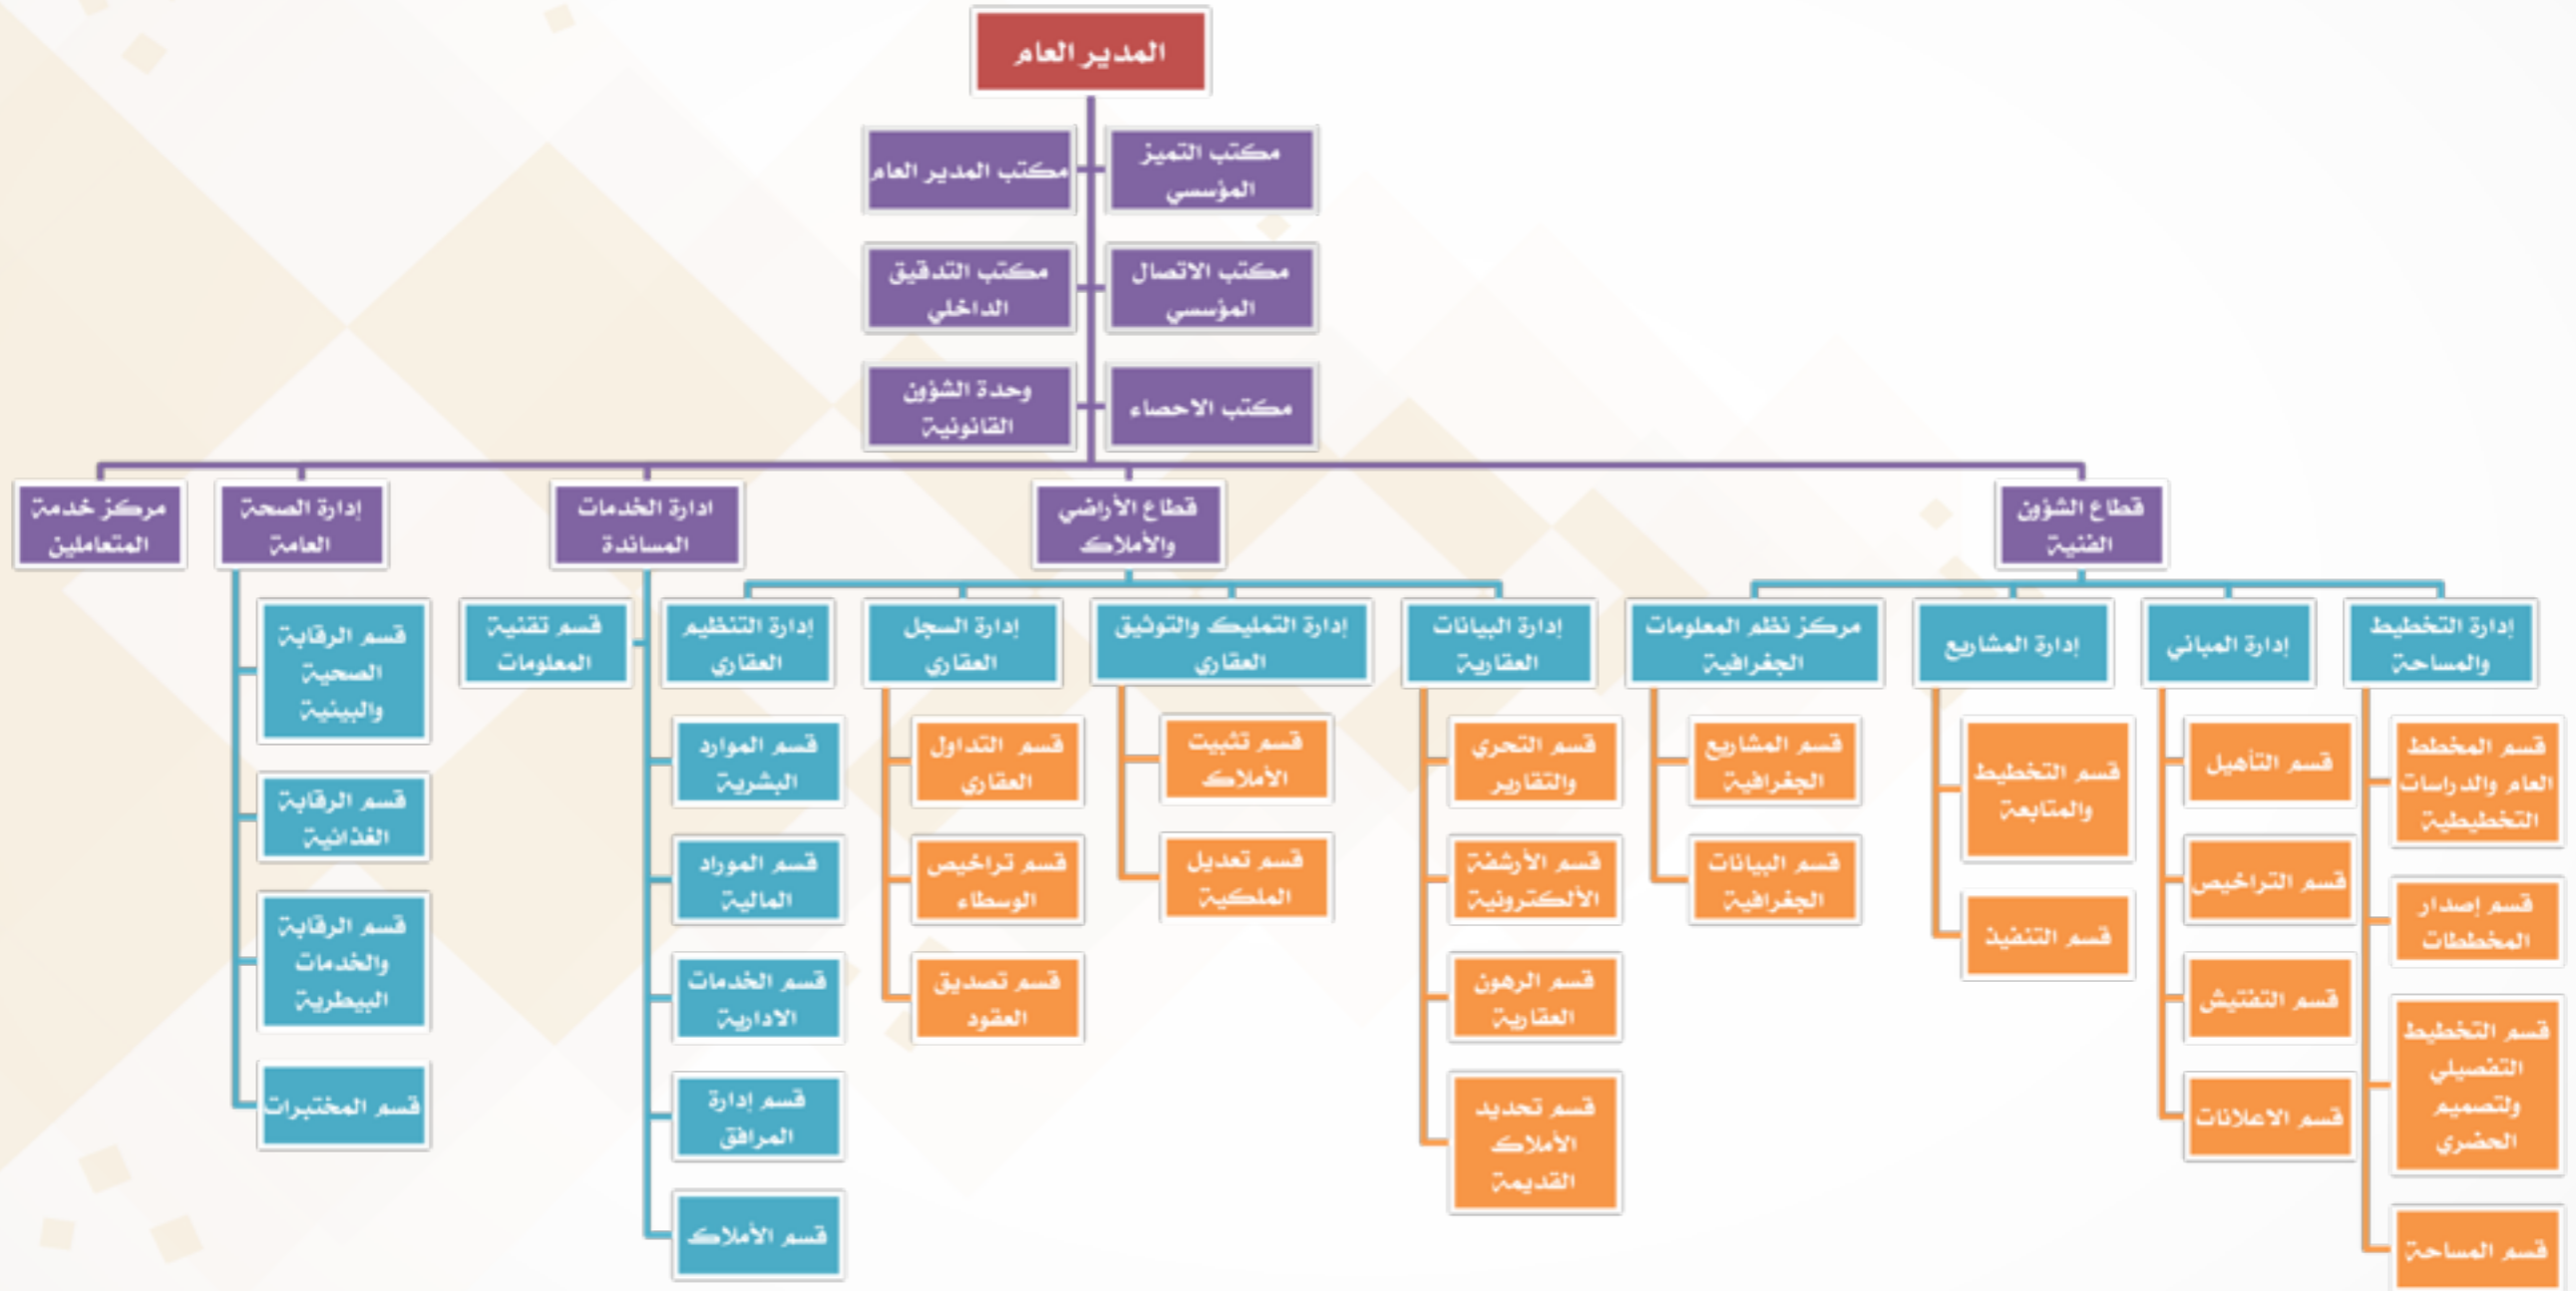 المدير العام
مكتب التميز
المؤسسي
مكتب المدير العام
مكتب الاتصال
المؤسسي
مكتب التدقيق
الداخلي
مكتب الاحصاء
وحدة الشؤون
القانونية
قطاع الشؤون
الفنية
قطاع الأراضي
والأملاك
ادارة الخدمات
المساندة
إدارة الصحة
العامة
مركز خدمة
المتعاملين
إدارة التخطيط
والمساحة
إدارة المباني
إدارة المشاريع
مركز نظم المعلومات
الجغرافية
إدارة البيانات
العقارية
إدارة التمليك والتوثيق
العقاري
إدارة السجل
العقاري
إدارة التنظيم
العقاري
قسم تقنية
المعلومات
قسم الرقابة
الصحية
والبيئية
قسم المخطط
العام والدراسات
التخطيطية
قسم إصدار
المخططات
قسم التخطيط
التفصيلي
ولتصميم
الحضري
قسم المساحة
قسم التأهيل
قسم التراخيص
قسم التفتيش
قسم الاعلانات
قسم التخطيط
والمتابعة
قسم التنفيذ
قسم المشاريع
الجغرافية
قسم البيانات
الجغرافية
قسم التحري
والتقارير
قسم الأرشفة
الألكترونية
قسم الرهون
العقارية
قسم تحديد
الأملاك
القديمة
قسم تثبيت
الأملاك
قسم تعديل
الملكية
قسم التداول
العقاري
قسم تراخيص
الوسطاء
قسم تصديق
العقود
قسم الموارد
البشرية
قسم الموراد
المالية
قسم الخدمات
الادارية
قسم إدارة
المرافق
قسم الأملاك
قسم الرقابة
الغذائية
قسم الرقابة
والخدمات
البيطرية
قسم المختبرات